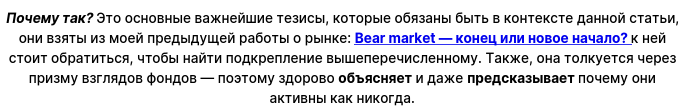 Почему так? Это основные важнейшие тезисы, которые обязаны быть в контексте данной статьи,
они взяты из моей предыдущей работы о рынке: Bear market — конец или новое начало? к ней
стоит обратиться, чтобы найти подкрепление вышеперечисленному. Также, она толкуется через
призму взглядов фондов — поэтому здорово объясняет и даже предсказывает почему они
активны как никогда.